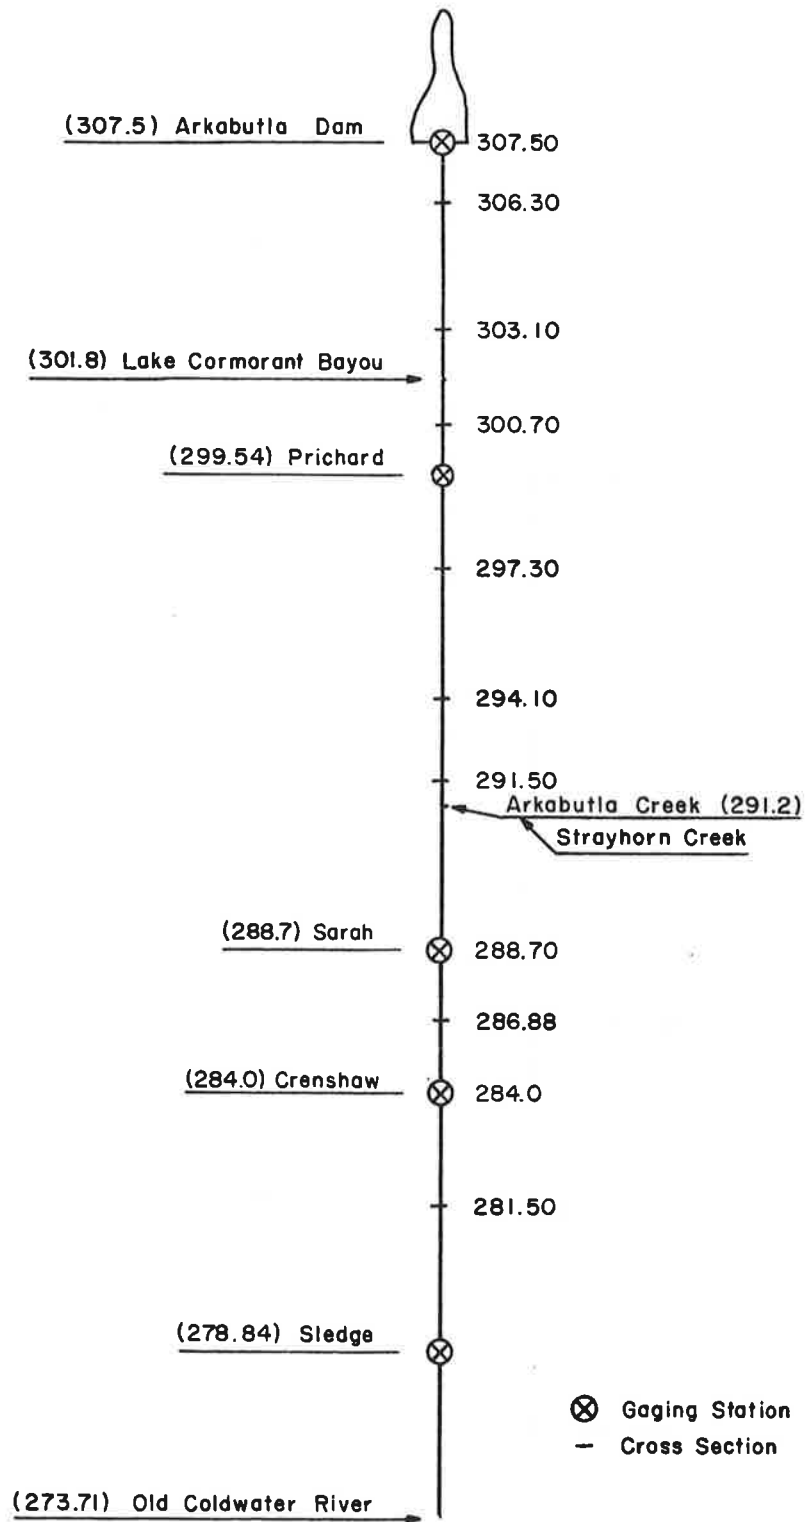 (307.5) Arkabutla Dam
307.50
306.30
303.10
(301.8) Lake Cormorant Bayou
300.70
(299.54) Prichard
297.30
294.10
291.50
Arkabutla Creek (291.2)
Strayhorn Creek
(288.7) Sarah
288.70
286.88
(284.0) Crenshaw
284.0
281.50
(278.84) Sledge
Gaging Station
Cross Section
(273.71) Old Coldwater River